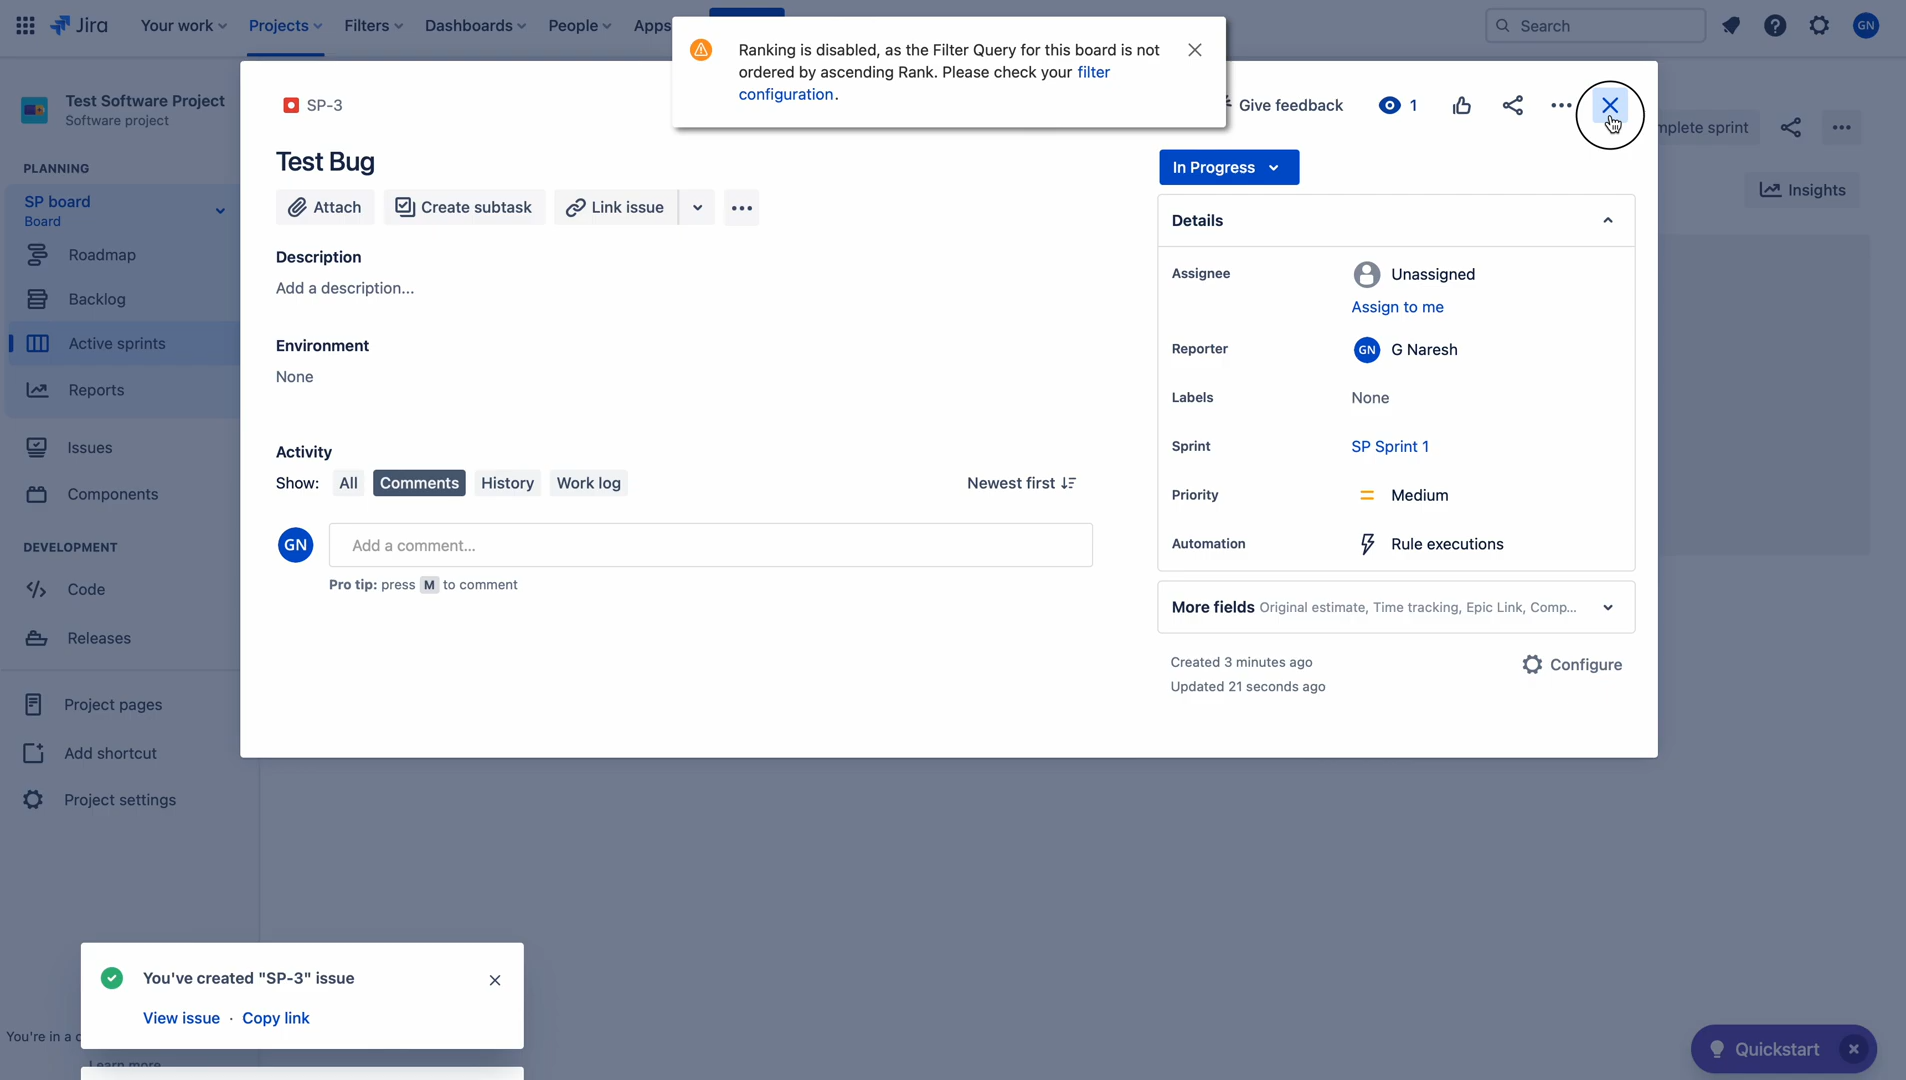 Jira
Your work
Projects
Filters
Dashboards
People
Apps
Search
GN
Ranking is disabled, as the Filter Query for this board is not
ordered by ascending Rank. Please check your filter
configuration.
Test Software Project
Software project
PLANNING
SP board
Board
Roadmap
Backlog
Active sprints
Reports
Issues
Components
DEVELOPMENT
Code
Releases
Project pages
Add shortcut
Project settings
You're in a
Learn more
SP-3
Give feedback
1
sprint
Insights
Test Bug
Attach
Create subtask
Link issue
Description
Add a description...
Environment
None
Activity
Show:
All
Comments
History
Work log
Newest first
GN
Add a comment...
Pro tip: press M to comment
In Progress
Details
Assignee
Unassigned
Assign to me
Reporter
GN
G Naresh
Labels
None
Sprint
SP Sprint 1
Priority
Medium
Automation
Rule executions
More fields Original estimate, Time tracking, Epic Link, Comp...
Created 3 minutes ago
Updated 21 seconds ago
Configure
You've created "SP-3" issue
View issue · Copy link
Quickstart